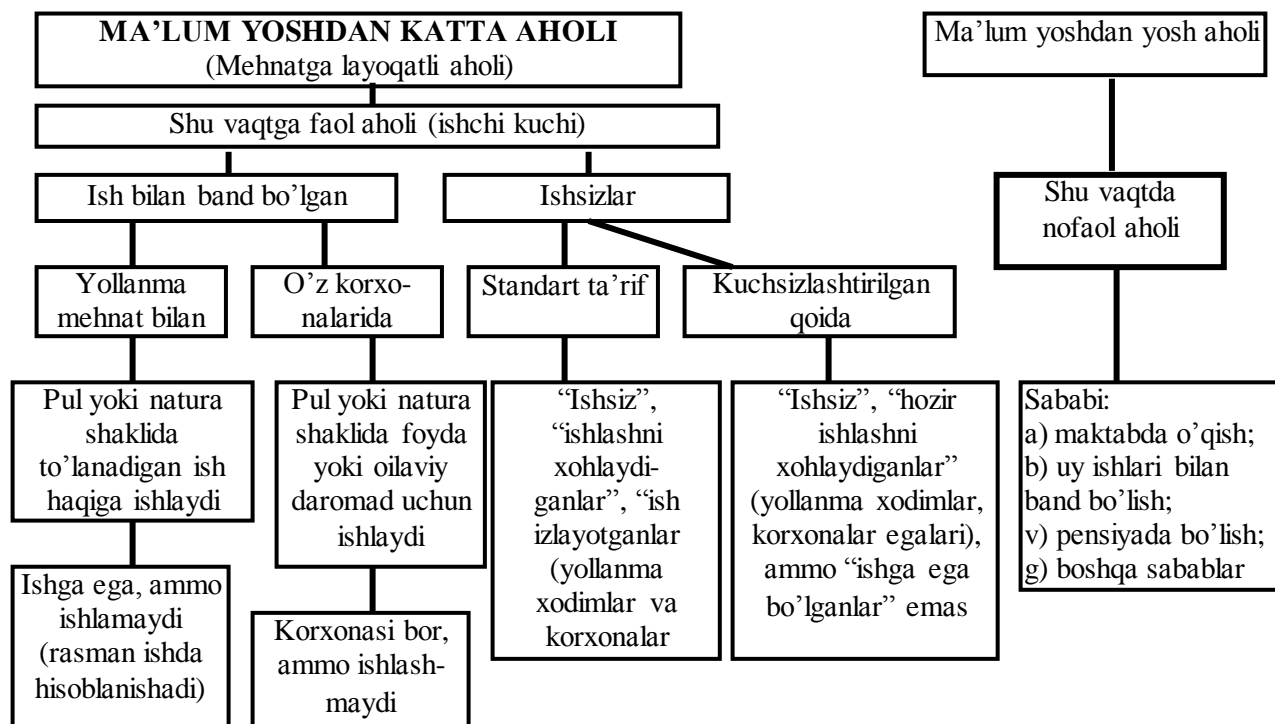 MA’LUM YOSHDAN KATTA AHOLI
(Mehnatga layoqatli aholi)
Ma’lum yoshdan yosh aholi
Shu vaqtga faol aholi (ishchi kuchi)
Ish bilan band bo’lgan
Ishsizlar
Shu vaqtda
nofaol aholi
Yollanma
mehnat bilan
O’z korxo-
nalarida
Standart ta’rif
Kuchsizlashtirilgan
qoida
Pul yoki natura
shaklida
to’lanadigan ish
haqiga ishlaydi
Pul yoki natura
shaklida foyda
yoki oilaviy
daromad uchun
ishlaydi
“Ishsiz”,
“ishlashni
xohlaydi-
ganlar”, “ish
izlayotganlar
(yollanma
xodimlar va
korxonalar
“Ishsiz”, “hozir
ishlashni
xohlaydiganlar”
(yollanma xodimlar,
korxonalar egalari),
ammo “ishga ega
bo’lganlar” emas
Sababi:
a) maktabda o’qish;
b) uy ishlari bilan
band bo’lish;
v) pensiyada bo’lish;
g) boshqa sabablar
Ishga ega, ammo
ishlamaydi
(rasman ishda
hisoblanishadi)
Korxonasi bor,
ammo ishlash-
maydi